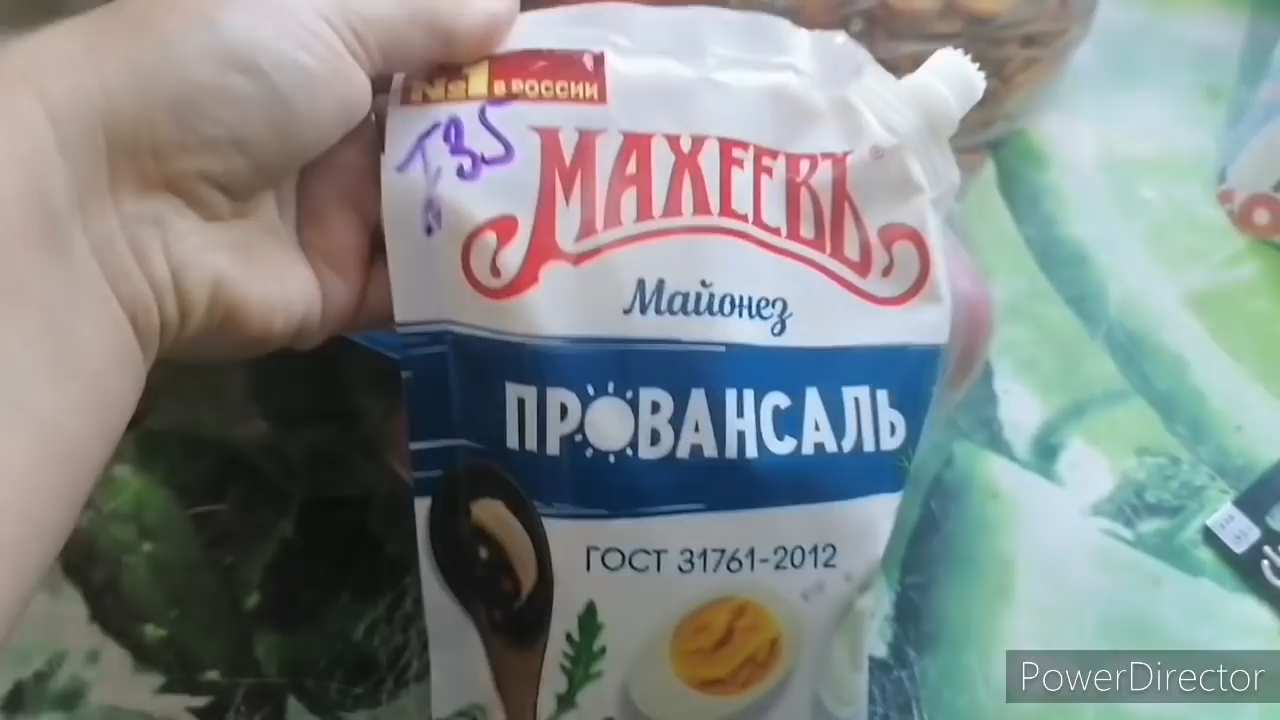 №1 В РОССИИ
МАХЕЕВЪ
Майонез
ПРОВАНСАЛЬ
ГОСТ 31761-2012
PowerDirector